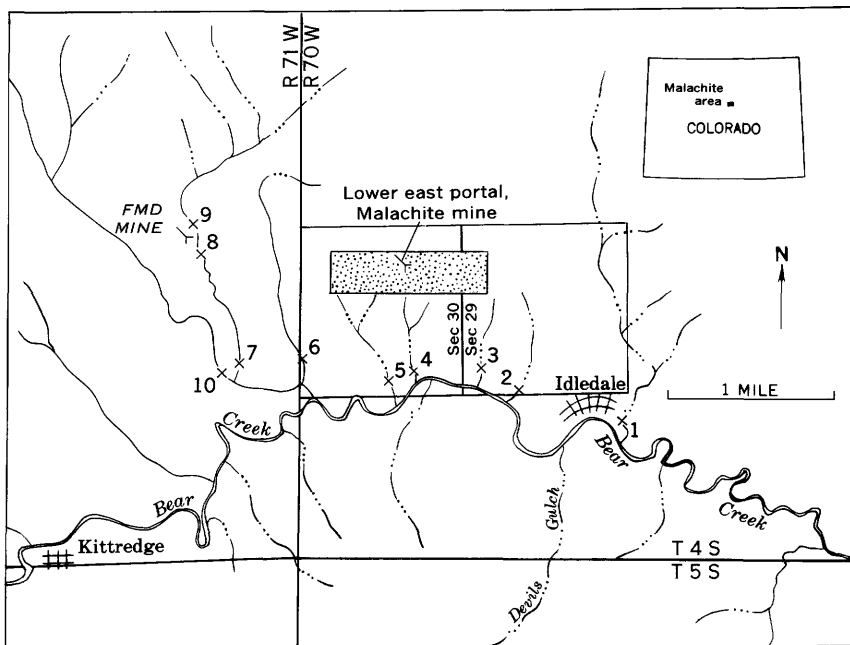 R 71 W
R 70 W
Malachite
area
COLORADO
Lower east portal,
Malachite mine
FMD
MINE
9
8
N
Sec 30
Sec 29
7
6
10
5
4
3
2
Idledale
1 MILE
1
Creek
Bear
Bear
Creek
Gulch
Kittredge
T 4 S
T 5 S
Devils